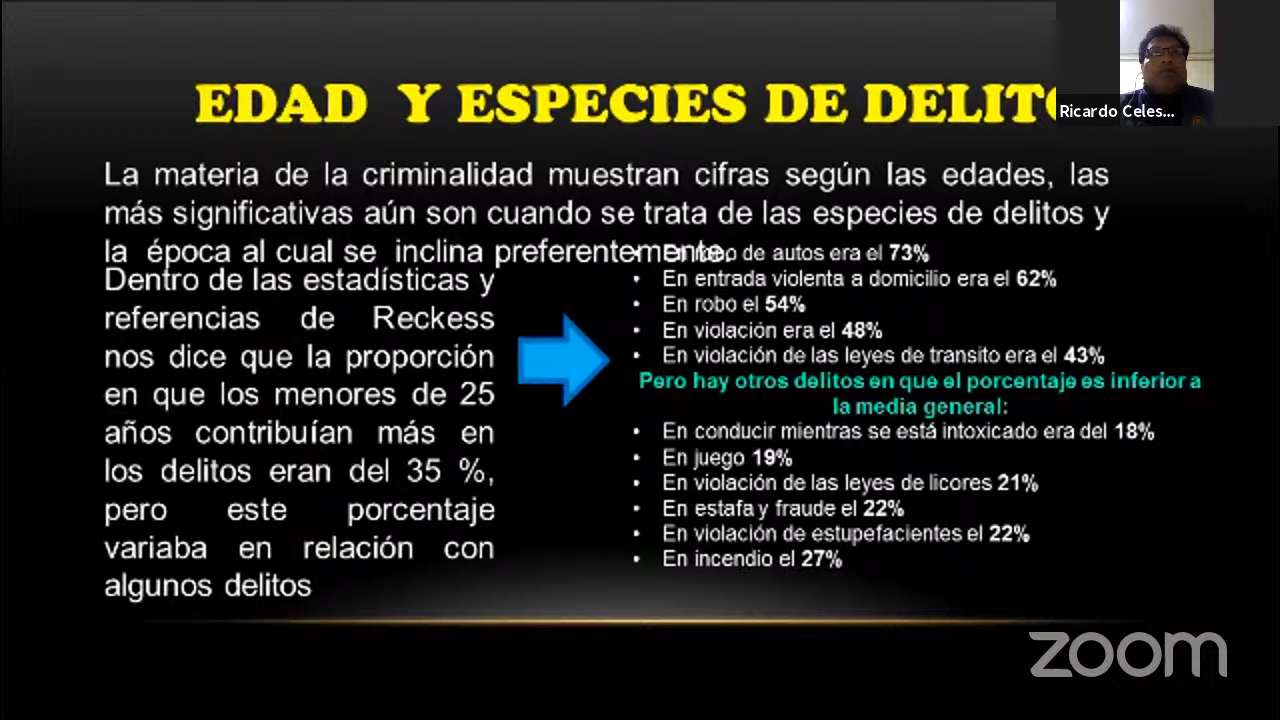 EDAD Y ESPECIES DE DELITO
Ricardo Celes...
La materia de la criminalidad muestran cifras según las edades, las
más significativas aún son cuando se trata de las especies de delitos y
la época al cual se inclina preferentemente.
Dentro de las estadísticas y
referencias de Reckess
nos dice que la proporción
en que los menores de 25
años contribuían más en
los delitos eran del 35 %,
pero este porcentaje
variaba en relación con
algunos delitos
• En robo de autos era el 73%
• En entrada violenta a domicilio era el 62%
• En robo el 54%
• En violación era el 48%
• En violación de las leyes de transito era el 43%
Pero hay otros delitos en que el porcentaje es inferior a
la media general:
• En conducir mientras se está intoxicado era del 18%
• En juego 19%
• En violación de las leyes de licores 21%
• En estafa y fraude el 22%
• En violación de estupefacientes el 22%
• En incendio el 27%
zoom